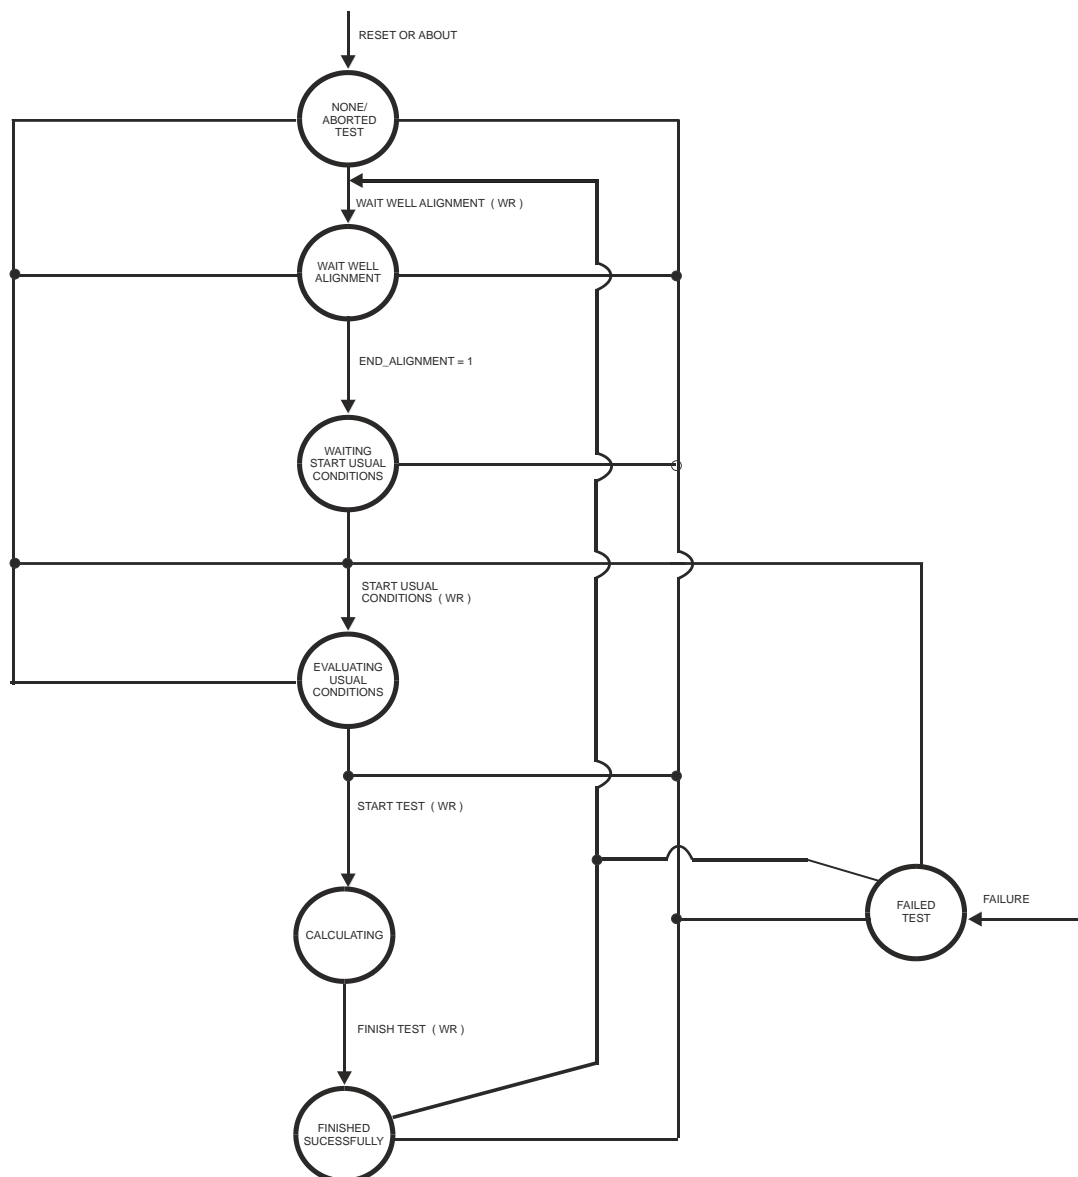 RESET OR ABOUT
NONE/
ABORTED
TEST
WAIT WELL ALIGNMENT ( WR )
WAIT WELL
ALIGNMENT
END_ALIGNMENT = 1
WAITING
START USUAL
CONDITIONS
START USUAL
CONDITIONS ( WR )
EVALUATING
USUAL
CONDITIONS
START TEST ( WR )
FAILED
TEST
FAILURE
CALCULATING
FINISH TEST ( WR )
FINISHED
SUCESSFULLY